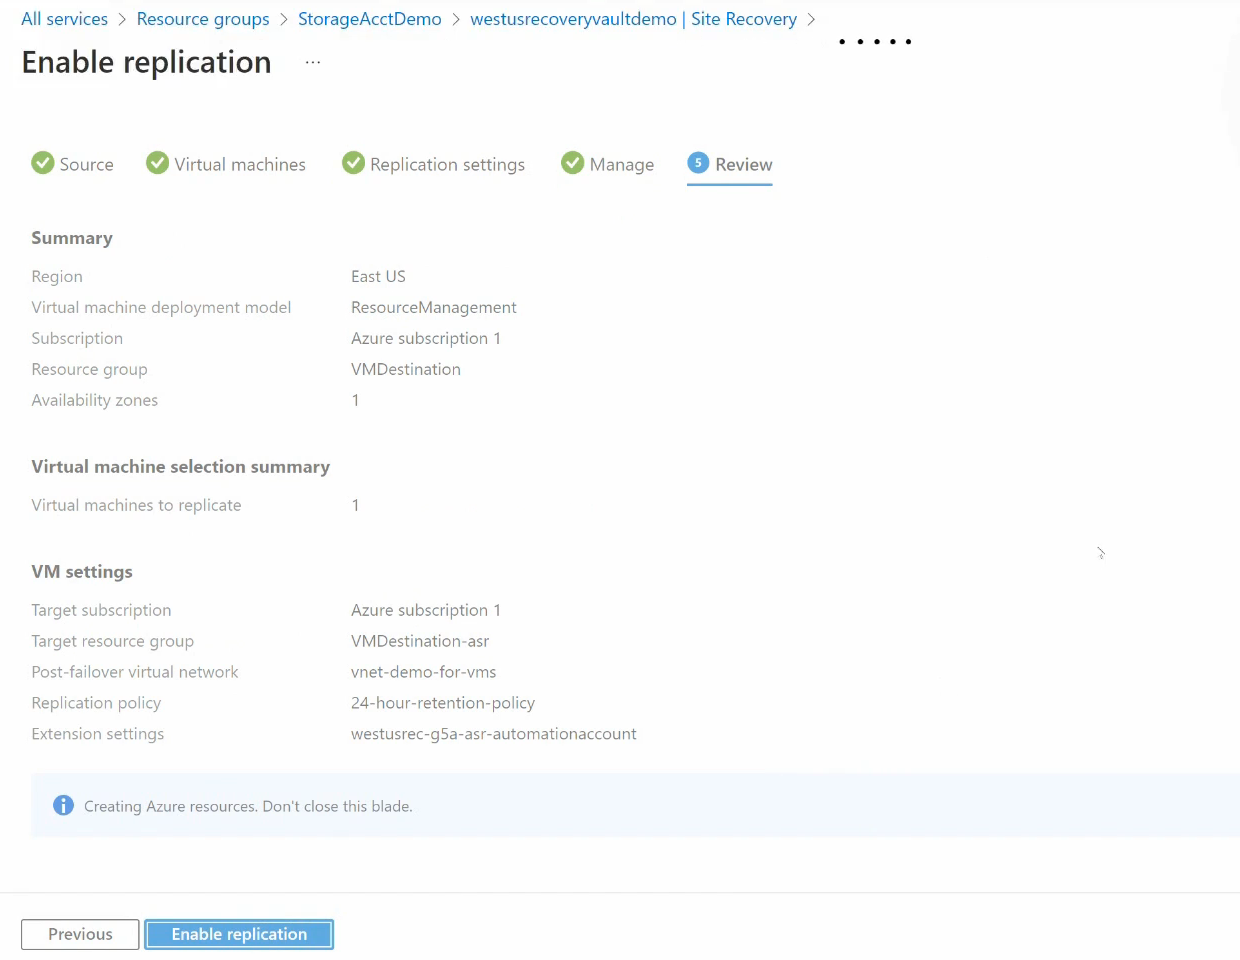 All services > Resource groups > StorageAcctDemo > westusrecoveryvaultdemo | Site Recovery >
Enable replication ...
Source Virtual machines Replication settings Manage 5 Review
Summary
Region East US
Virtual machine deployment model ResourceManagement
Subscription Azure subscription 1
Resource group VMDestination
Availability zones 1
Virtual machine selection summary
Virtual machines to replicate 1
VM settings
Target subscription Azure subscription 1
Target resource group VMDestination-asr
Post-failover virtual network vnet-demo-for-vms
Replication policy 24-hour-retention-policy
Extension settings westusrec-g5a-asr-automationaccount
Creating Azure resources. Don't close this blade.
Previous Enable replication